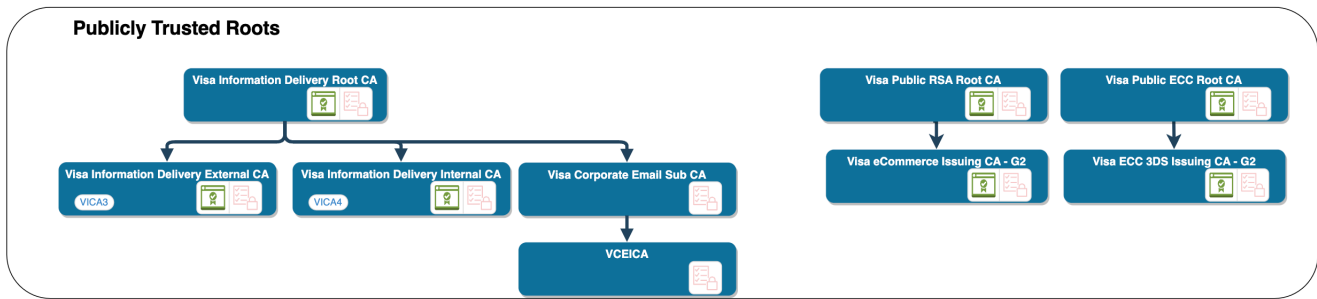 Publicly Trusted Roots
Visa Information Delivery Root CA
Visa Public RSA Root CA
Visa Public ECC Root CA
Visa Information Delivery External CA
VICA3
Visa Information Delivery Internal CA
VICA4
Visa Corporate Email Sub CA
Visa eCommerce Issuing CA - G2
Visa ECC 3DS Issuing CA - G2
VCEICA